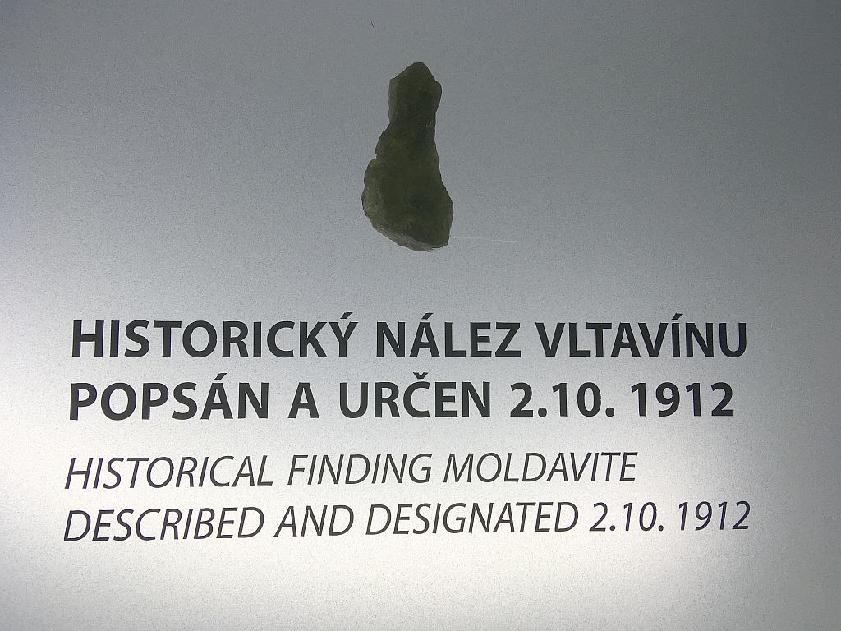 HISTORICKÝ NÁLEZ VLTAVÍNU
POPSÁN A URČEN 2.10. 1912
HISTORICAL FINDING MOLDAVITE
DESCRIBED AND DESIGNATED 2.10. 1912